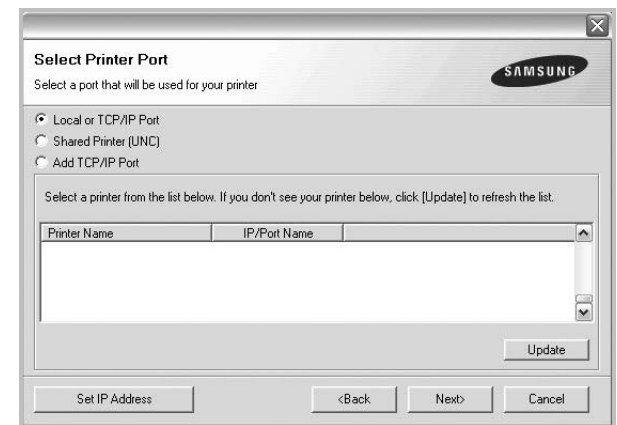 Select Printer Port
Select a port that will be used for your printer
SAMSUNG
Local or TCP/IP Port
Shared Printer (UNC)
Add TCP/IP Port
Select a printer from the list below. If you don't see your printer below, click [Update] to refresh the list.
Printer Name IP/Port Name
Update
Set IP Address <Back Next> Cancel